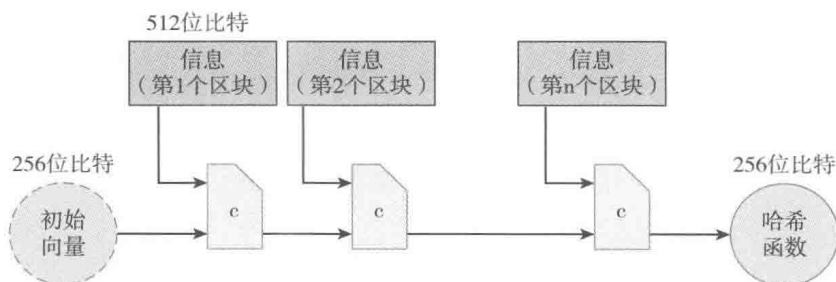 512位比特
信息
（第1个区块）
信息
（第2个区块）
信息
（第n个区块）
256位比特
初始
向量
c
c
c
256位比特
哈希
函数